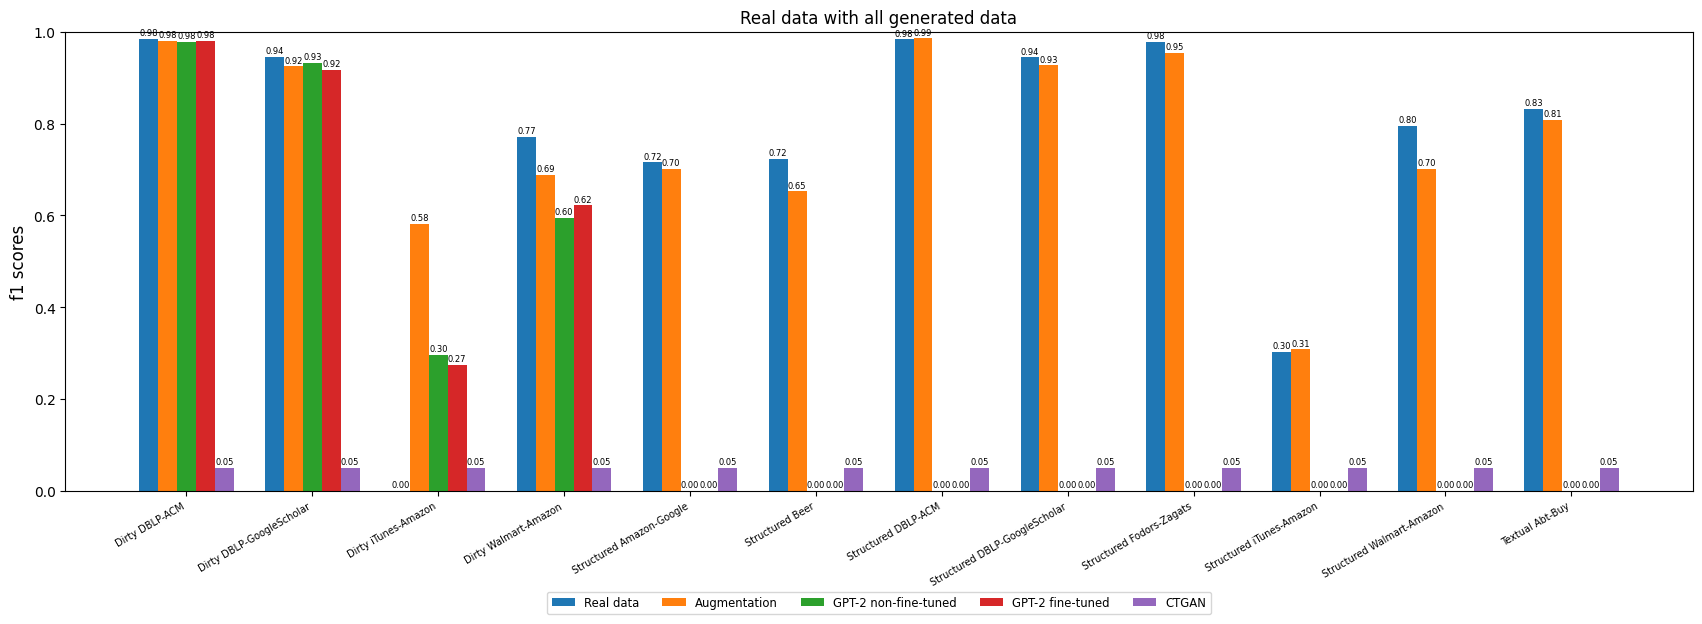 Real data with all generated data
f1 scores
1.0
0.8
0.6
0.4
0.2
0.0
0.98 0.98 0.98 0.98 0.05
0.94 0.92 0.93 0.92 0.05
0.00 0.58 0.30 0.27 0.05
0.77 0.69 0.60 0.62 0.05
0.72 0.70 0.00 0.00 0.05
0.72 0.65 0.00 0.00 0.05
0.98 0.99 0.00 0.00 0.05
0.94 0.93 0.00 0.00 0.05
0.98 0.95 0.00 0.00 0.05
0.30 0.31 0.00 0.00 0.05
0.80 0.70 0.00 0.00 0.05
0.83 0.81 0.00 0.00 0.05
Dirty DBLP-ACM
Dirty DBLP-GoogleScholar
Dirty iTunes-Amazon
Dirty Walmart-Amazon
Structured Amazon-Google
Structured Beer
Structured DBLP-ACM
Structured DBLP-GoogleScholar
Structured Fodors-Zagats
Structured iTunes-Amazon
Structured Walmart-Amazon
Textual Abt-Buy
Real data Augmentation GPT-2 non-fine-tuned GPT-2 fine-tuned CTGAN